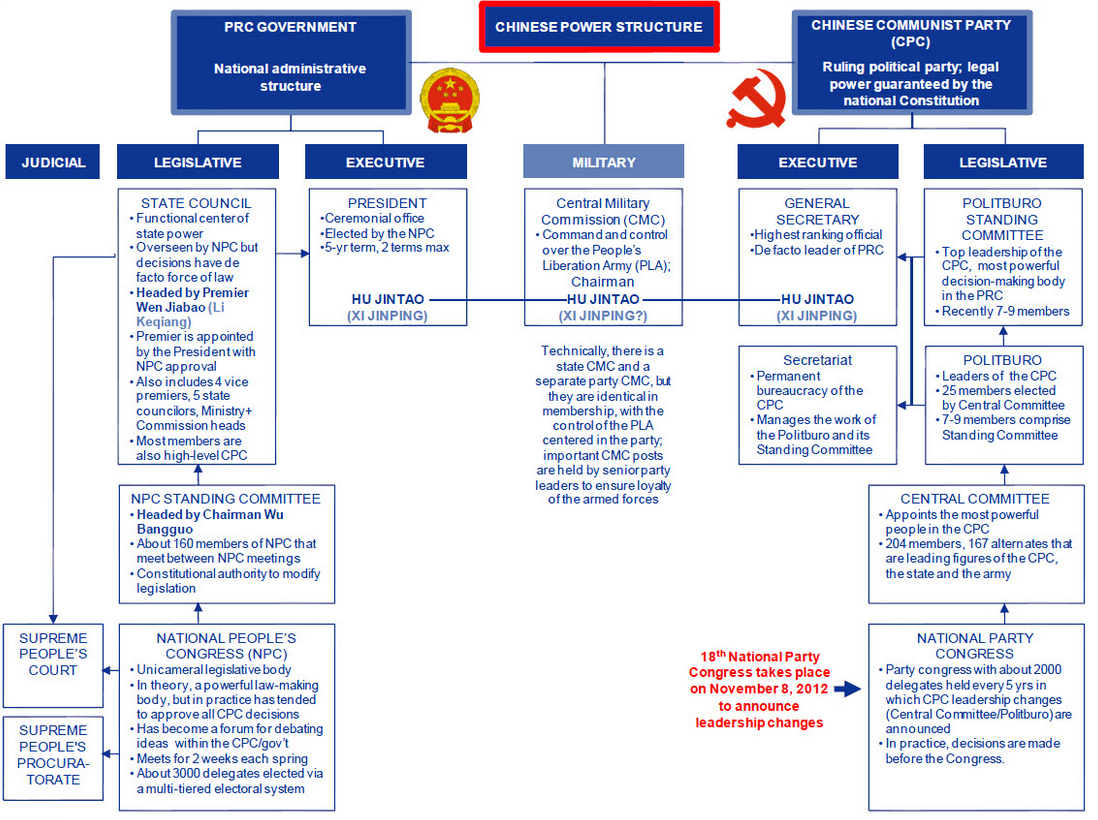 PRC GOVERNMENT
National administrative
structure
CHINESE POWER STRUCTURE
CHINESE COMMUNIST PARTY
(CPC)
Ruling political party; legal
power guaranteed by the
national Constitution
JUDICIAL
LEGISLATIVE
EXECUTIVE
MILITARY
EXECUTIVE
LEGISLATIVE
STATE COUNCIL
• Functional center of
state power
• Overseen by NPC but
decisions have de
facto force of law
• Headed by Premier
Wen Jiabao (Li
Keqiang)
• Premier is appointed
by the President with
NPC approval
• Also includes 4 vice
premiers, 5 state
councilors, Ministry+
Commission heads
• Most members are
also high-level CPC
PRESIDENT
• Ceremonial office
• Elected by the NPC
• 5-yr term, 2 terms max
HU JINTAO
(XI JINPING)
Central Military
Commission (CMC)
• Command and control
over the People's
Liberation Army (PLA);
Chairman
HU JINTAO
(XI JINPING?)
Technically, there is a
state CMC and a
separate party CMC, but
they are identical in
membership, with the
control of the PLA
centered in the party;
important CMC posts
are held by senior party
leaders to ensure loyalty
of the armed forces
GENERAL
SECRETARY
• Highest ranking official
• De facto leader of PRC
HU JINTAO
(XI JINPING)
Secretariat
• Permanent
bureaucracy of the
CPC
• Manages the work of
the Politburo and its
Standing Committee
POLITBURO
STANDING
COMMITTEE
• Top leadership of the
CPC, most powerful
decision-making body
in the PRC
• Recently 7-9 members
POLITBURO
• Leaders of the CPC
• 25 members elected
by Central Committee
• 7-9 members comprise
Standing Committee
NPC STANDING COMMITTEE
• Headed by Chairman Wu
Bangguo
• About 160 members of NPC that
meet between NPC meetings
• Constitutional authority to modify
legislation
CENTRAL COMMITTEE
• Appoints the most powerful
people in the CPC
• 204 members, 167 alternates that
are leading figures of the CPC,
the state and the army
SUPREME
PEOPLE'S
COURT
SUPREME
PEOPLE'S
PROCURA-
TORATE
NATIONAL PEOPLE'S
CONGRESS (NPC)
• Unicameral legislative body
• In theory, a powerful law-making
body, but in practice has tended
to approve all CPC decisions
• Has become a forum for debating
ideas within the CPC/gov't
• Meets for 2 weeks each spring
• About 3000 delegates elected via
a multi-tiered electoral system
18th National Party
Congress takes place
on November 8, 2012
to announce
leadership changes
NATIONAL PARTY
CONGRESS
• Party congress with about 2000
delegates held every 5 yrs in
which CPC leadership changes
(Central Committee/Politburo) are
announced
• In practice, decisions are made
before the Congress.